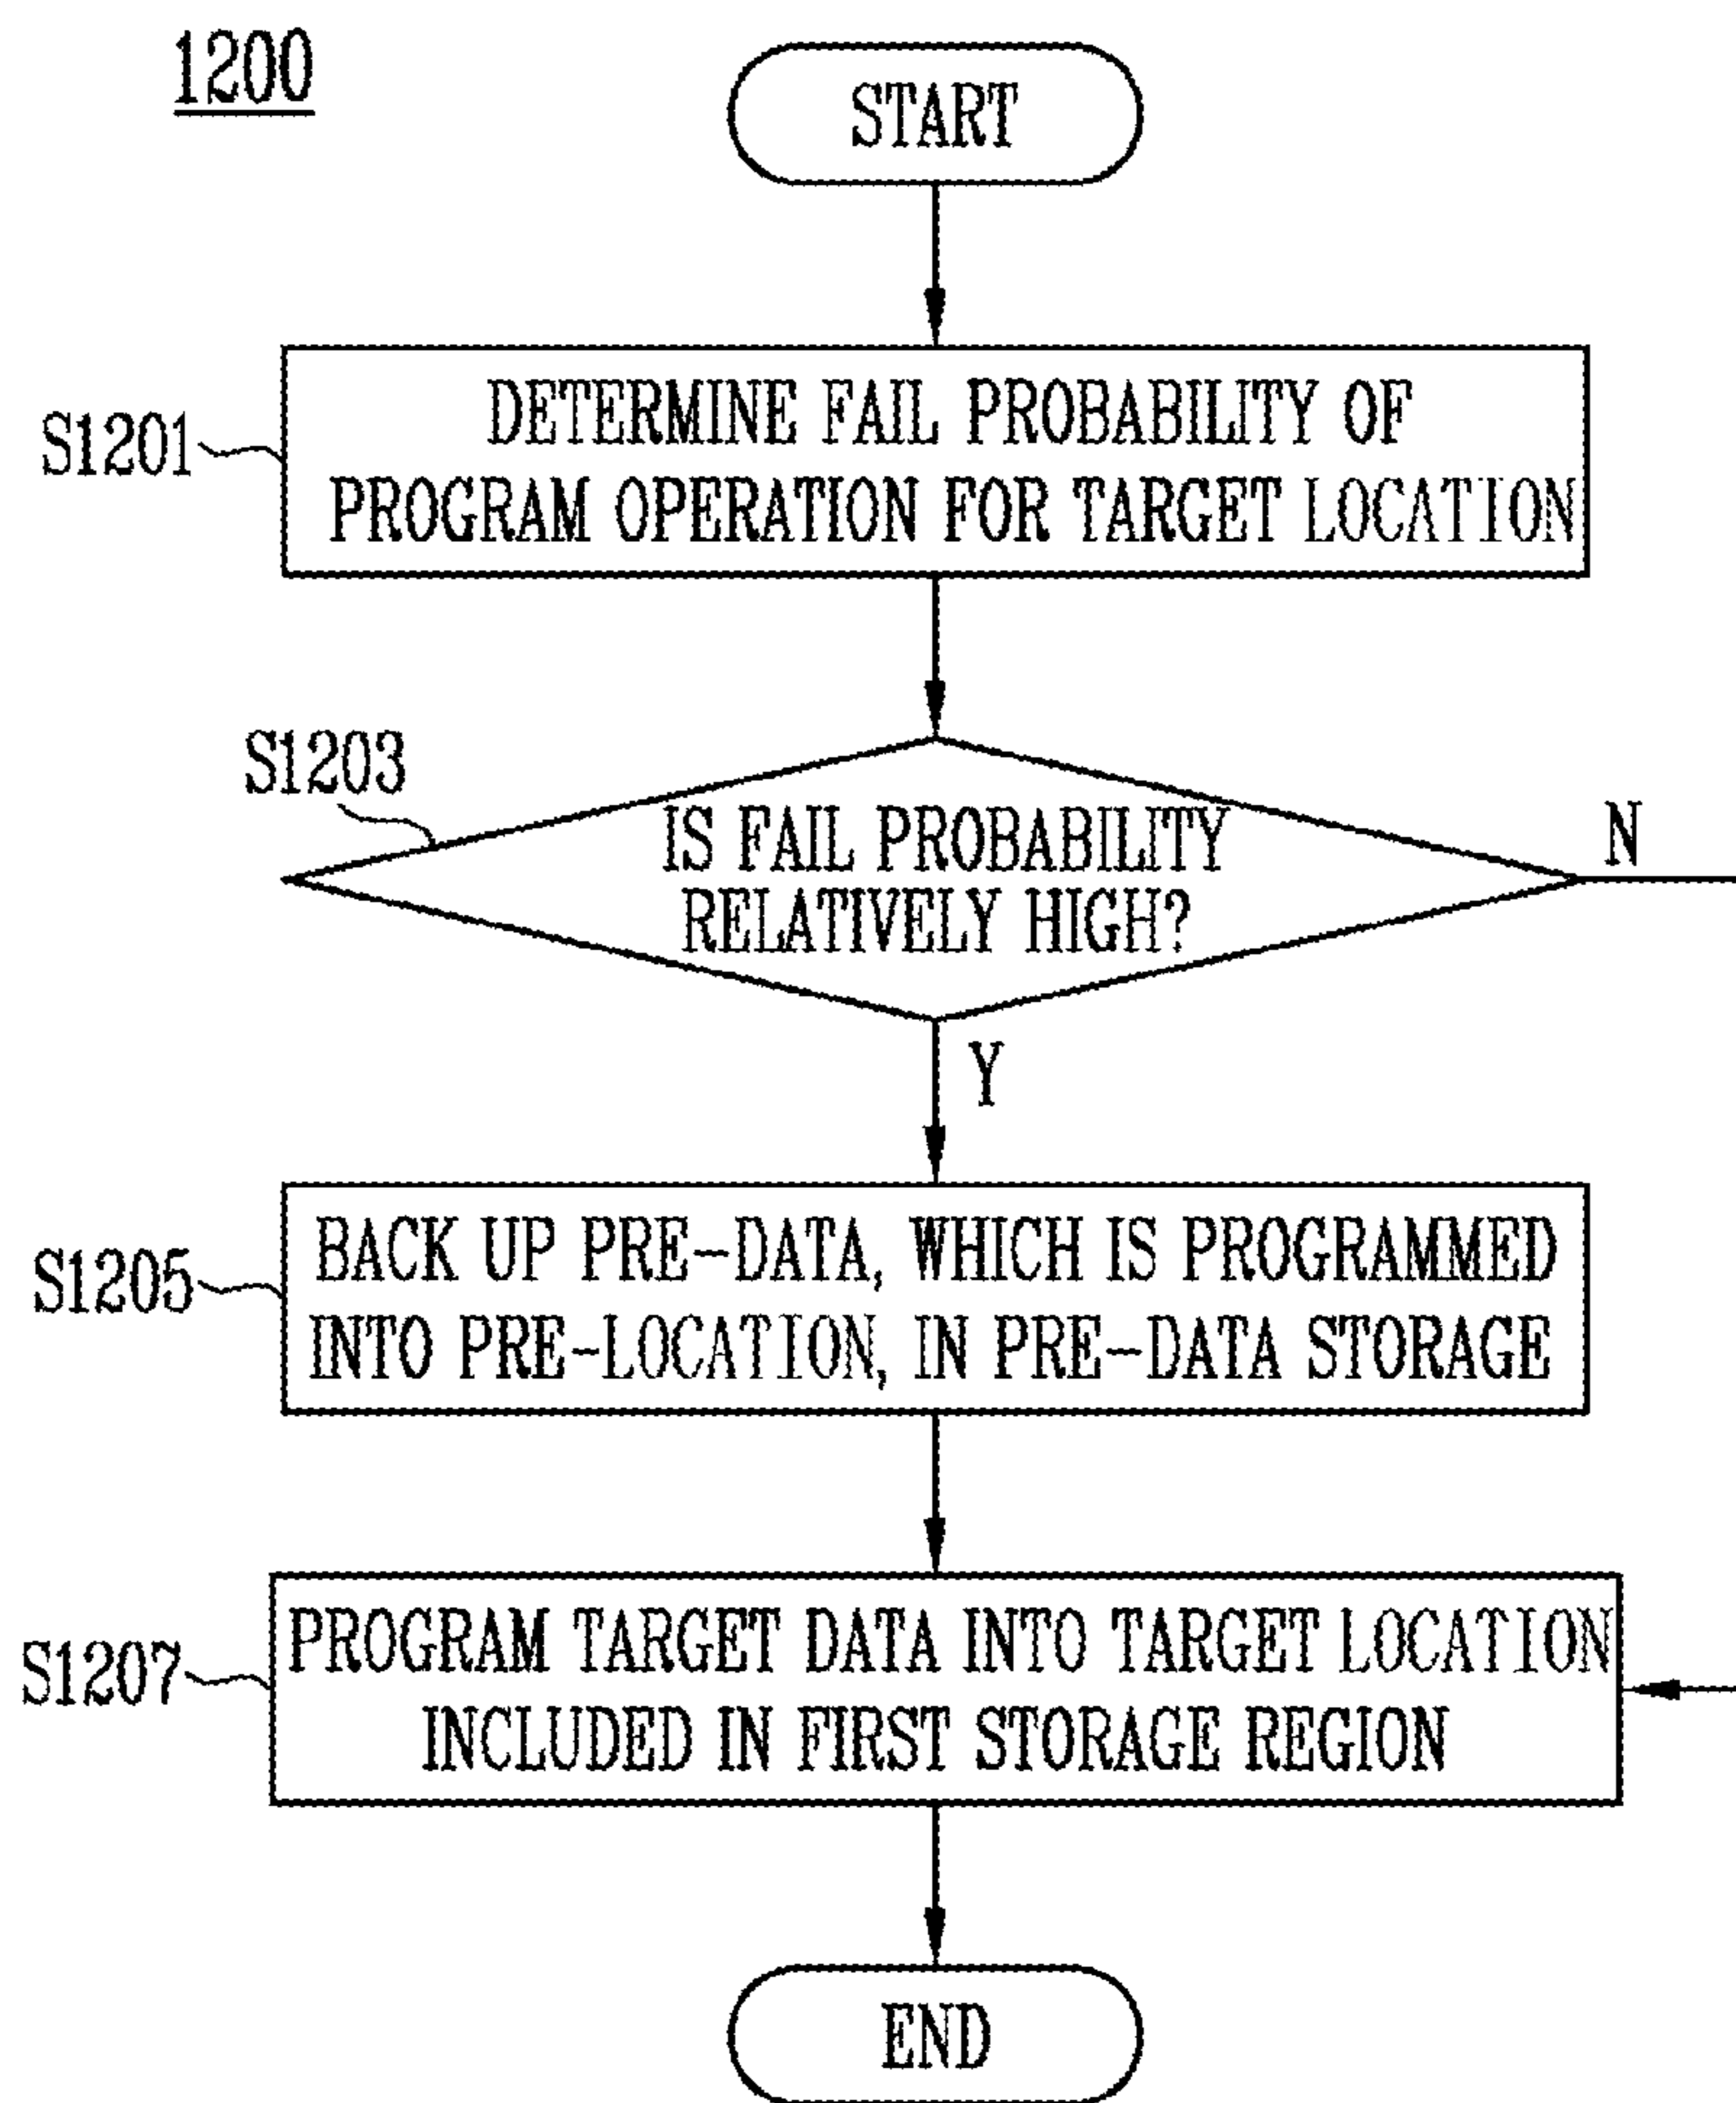 1200
START
S1201
DETERMINE FAIL PROBABILITY OF
PROGRAM OPERATION FOR TARGET LOCATION
S1203
IS FAIL PROBABILITY
RELATIVELY HIGH?
N
Y
S1205
BACK UP PRE-DATA, WHICH IS PROGRAMMED
INTO PRE-LOCATION, IN PRE-DATA STORAGE
S1207
PROGRAM TARGET DATA INTO TARGET LOCATION
INCLUDED IN FIRST STORAGE REGION
END